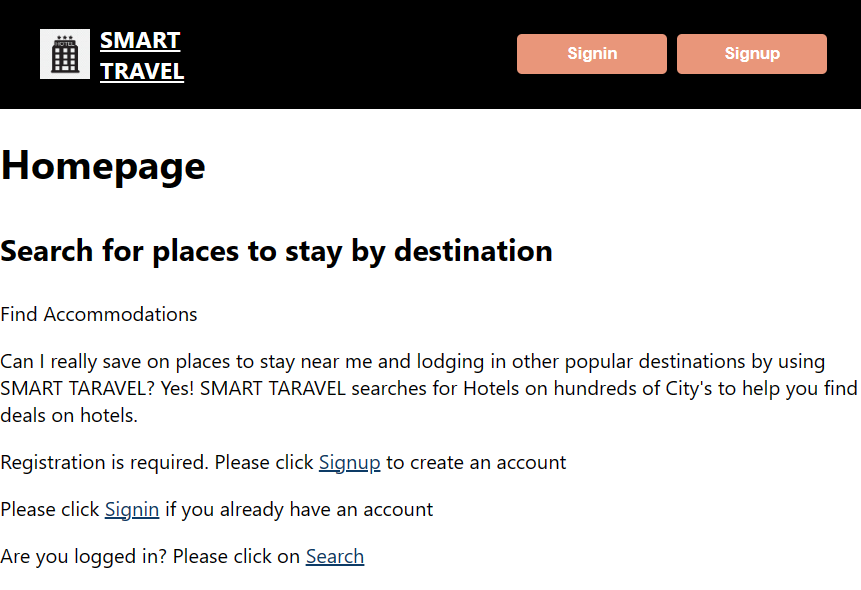 HOTEL
SMART
TRAVEL
Signin
Signup
Homepage
Search for places to stay by destination
Find Accommodations
Can I really save on places to stay near me and lodging in other popular destinations by using
SMART TARAVEL? Yes! SMART TARAVEL searches for Hotels on hundreds of City's to help you find
deals on hotels.
Registration is required. Please click Signup to create an account
Please click Signin if you already have an account
Are you logged in? Please click on Search